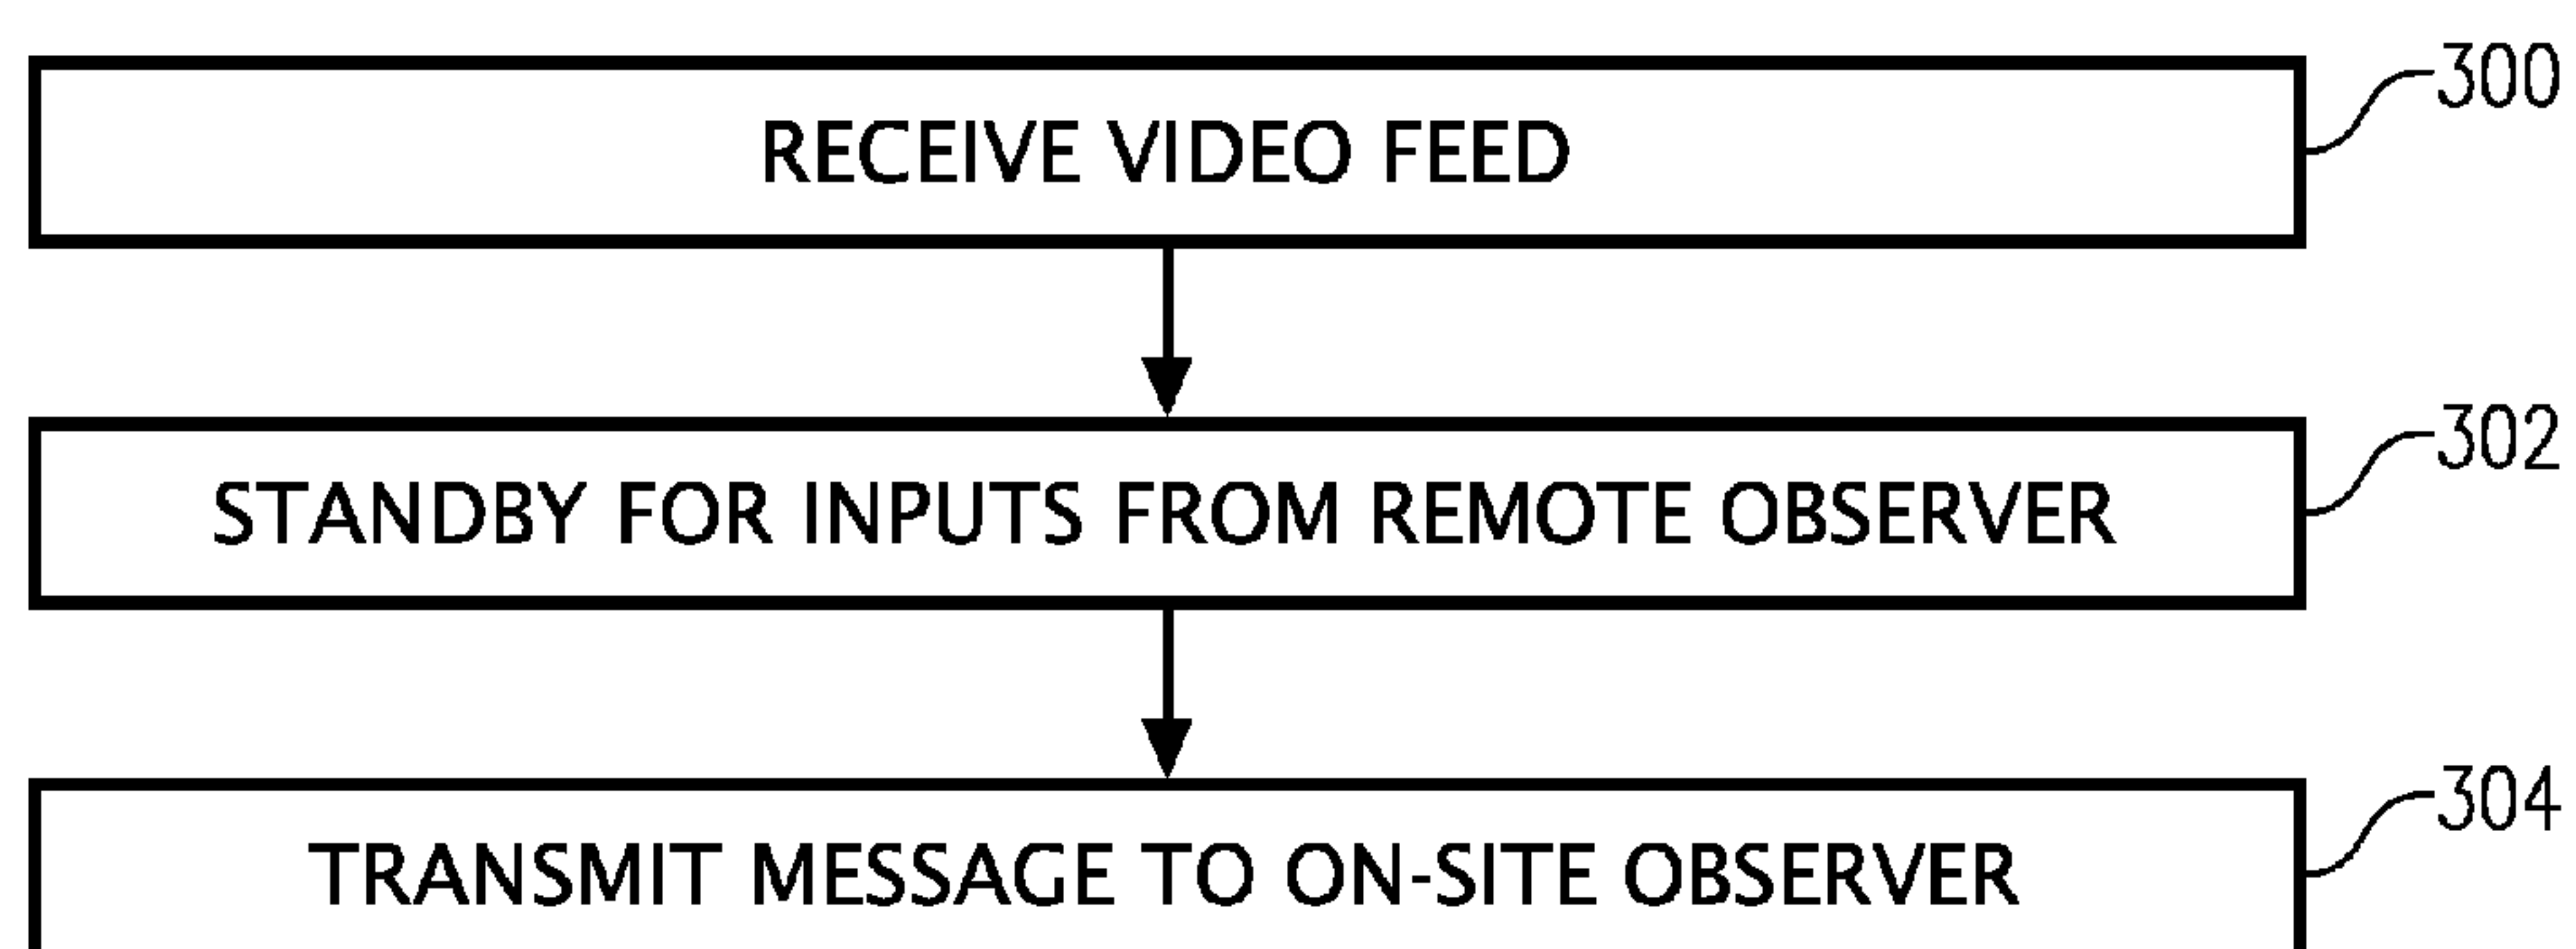 RECEIVE VIDEO FEED
300
STANDBY FOR INPUTS FROM REMOTE OBSERVER
302
TRANSMIT MESSAGE TO ON-SITE OBSERVER
304